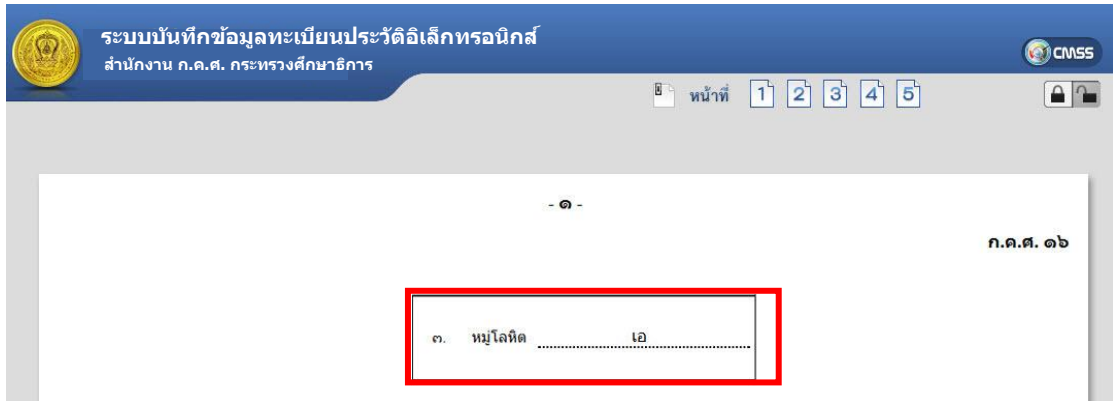 ระบบบันทึกข้อมูลทะเบียนประวัติอิเล็กทรอนิกส์
สำนักงาน ก.ค.ศ. กระทรวงศึกษาธิการ
CMSS
หน้าที่ 1 2 3 4 5
- ๑ -
ก.ค.ศ. ๑๖
๓. หมู่โลหิต เอ